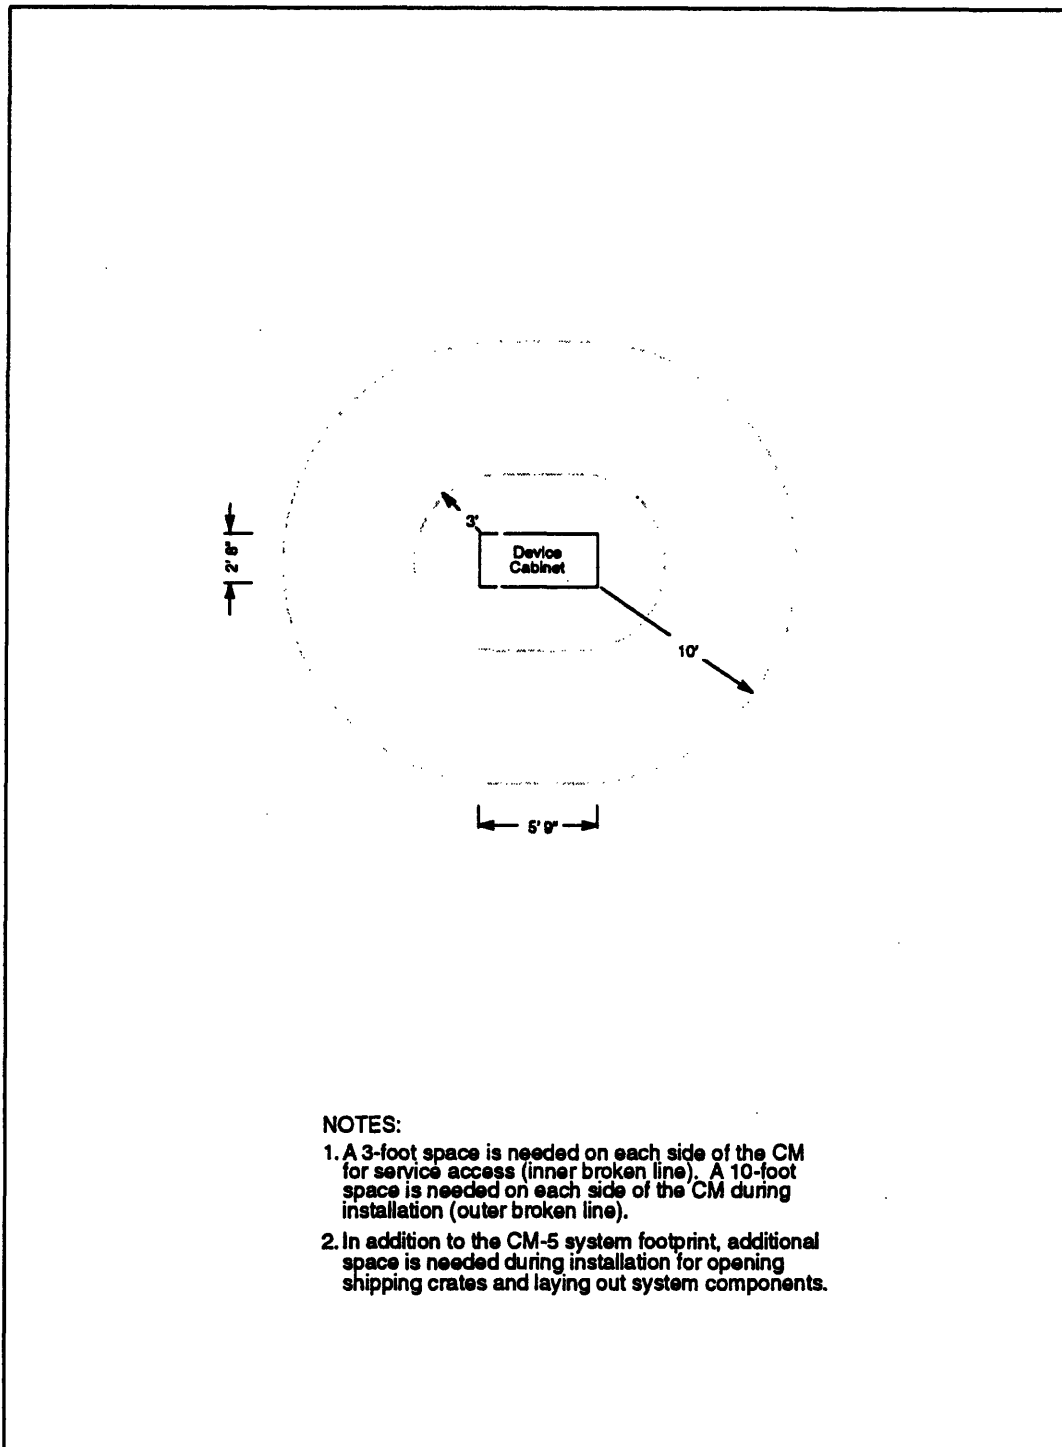 3'
Device
Cabinet
2' 8"
10'
5' 9"
NOTES:
1. A 3-foot space is needed on each side of the CM
for service access (inner broken line). A 10-foot
space is needed on each side of the CM during
installation (outer broken line).
2. In addition to the CM-5 system footprint, additional
space is needed during installation for opening
shipping crates and laying out system components.